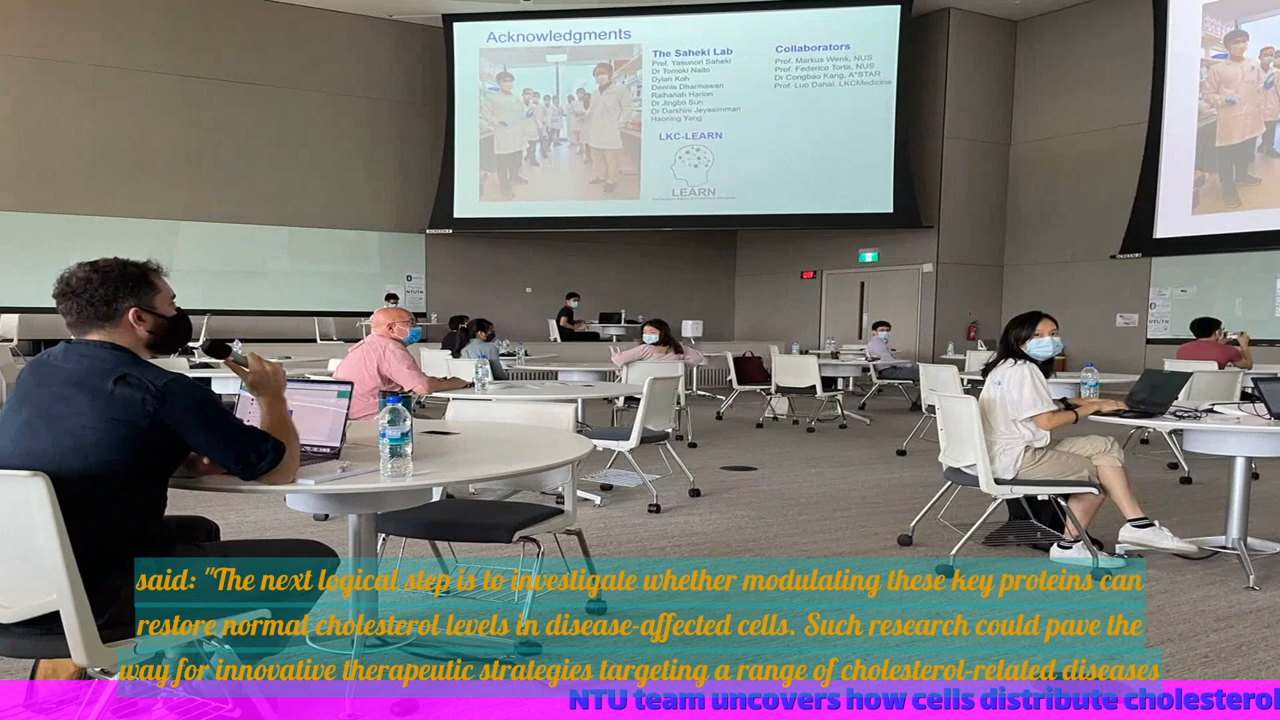 Acknowledgments
The Saheki Lab
Prof. Yasunori Saheki
Dr Tomoki Naito
Dylan Koh
Dennis Dharmawan
Raihanah Harion
Dr Jingbo Sun
Dr Darshini Jeyasimman
Haoning Yang
Collaborators
Prof. Markus Wenk, NUS
Prof. Federico Torta, NUS
Dr Congbao Kang, A*STAR
Prof. Luo Dahai, LKCMedicine
LKC-LEARN
LEARN
said: "The next logical step is to investigate whether modulating these key proteins can
restore normal cholesterol levels in disease-affected cells. Such research could pave the
way for innovative therapeutic strategies targeting a range of cholesterol-related diseases
NTU team uncovers how cells distribute cholesterol